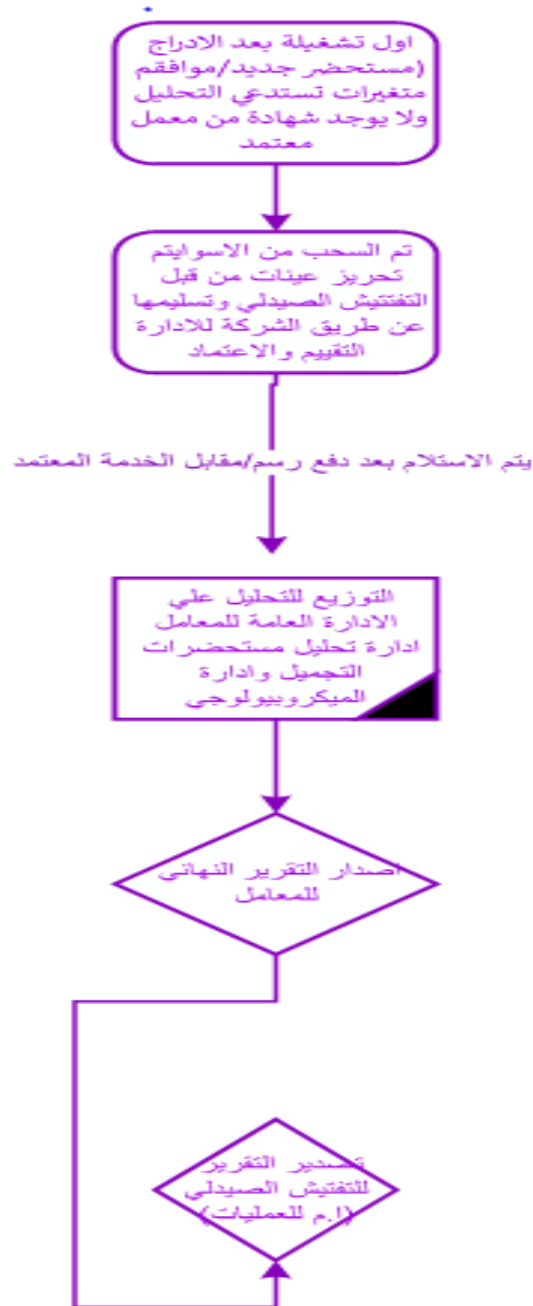 اول تشغيلة بعد الادراج
(مستحضر جديد/موافقم
متغيرات تستدعي التحليل
ولا يوجد شهادة من معمل
معتمد
تم السحب من الاسوايتم
تحريز عينات من قبل
التفتتيش الصيدلي وتسليمها
عن طريق الشركة للادارة
التقييم والاعتماد
يتم الاستلام بعد دفع رسم/مقابل الخدمة المعتمد
التوزيع للتحليل علي
الادارة العامة للمعامل
ادارة تحليل مستحضرات
التجميل وادارة
الميكروبيولوجي
اصدار التقرير النهائي
للمعامل
تصدير التقرير
للتفتيش الصيدلي
(ا.م للعمليات)